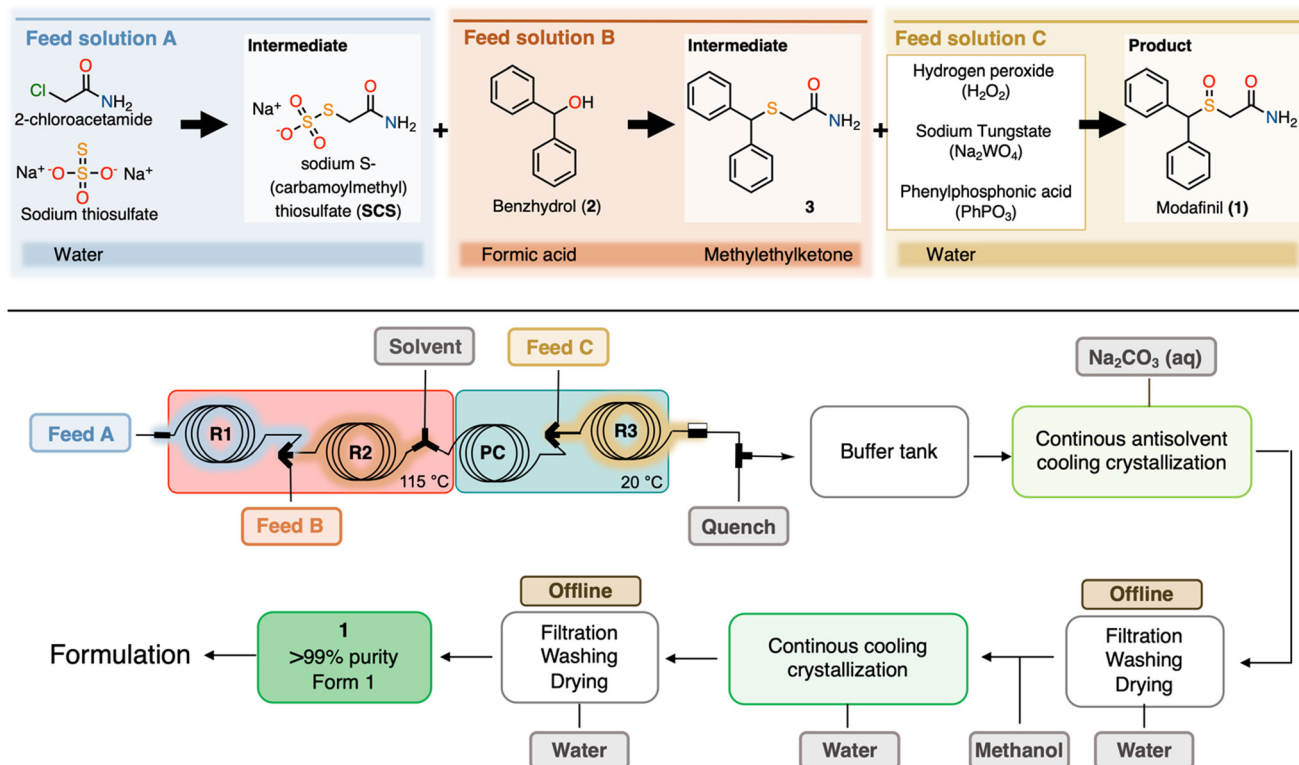 Feed solution A
Intermediate
Cl
O
NH2
2-chloroacetamide
S
Na+ -O-S-O- Na+
O
Sodium thiosulfate
Na+
O
O
S
S
-O
O
NH2
sodium S-
(carbamoylmethyl)
thiosulfate (SCS)
Water
+
Feed solution B
Intermediate
OH
Benzhydrol (2)
S
O
NH2
3
Formic acid
Methylethylketone
+
Feed solution C
Product
Hydrogen peroxide
(H2O2)
Sodium Tungstate
(Na2WO4)
Phenylphosphonic acid
(PhPO3)
O
S
O
NH2
Modafinil (1)
Water
Solvent
Feed C
Na2CO3 (aq)
Feed A
R1
R2
PC
R3
115 °C
20 °C
Feed B
Quench
Buffer tank
Continous antisolvent
cooling crystallization
Offline
Filtration
Washing
Drying
Water
Methanol
Continous cooling
crystallization
Water
Offline
Filtration
Washing
Drying
Water
1
>99% purity
Form 1
Formulation